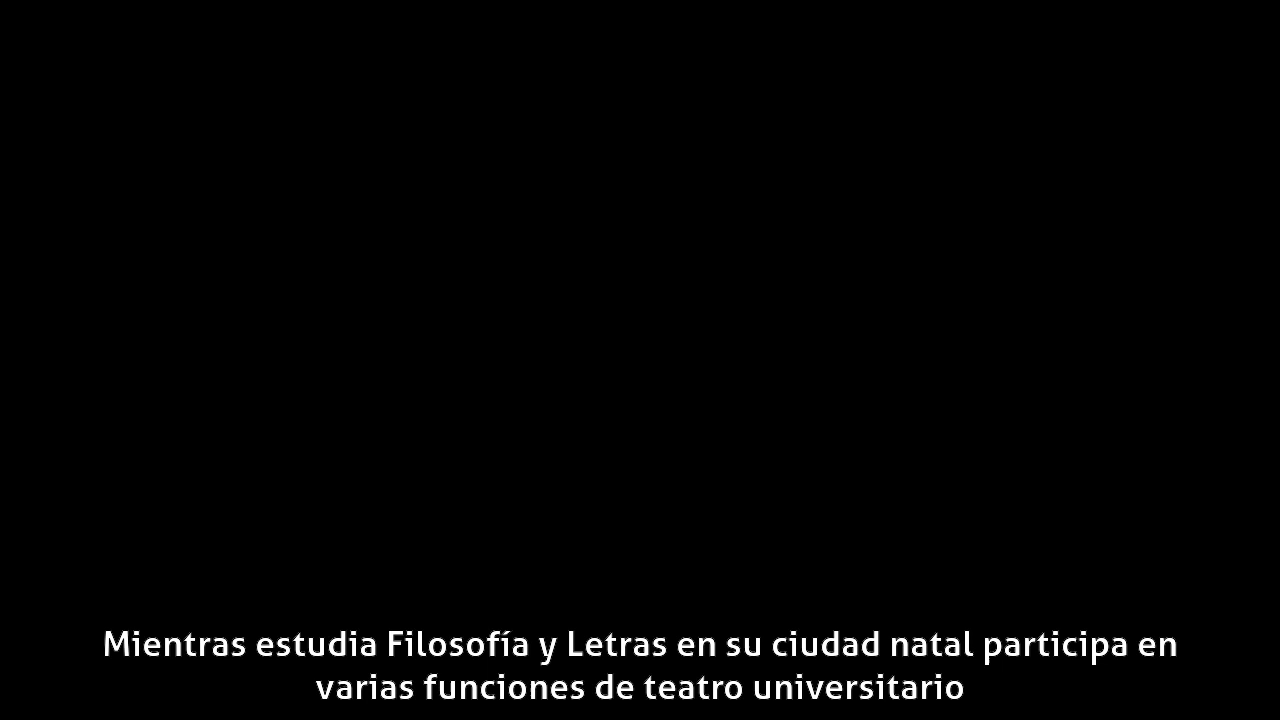 Mientras estudia Filosofía y Letras en su ciudad natal participa en
varias funciones de teatro universitario